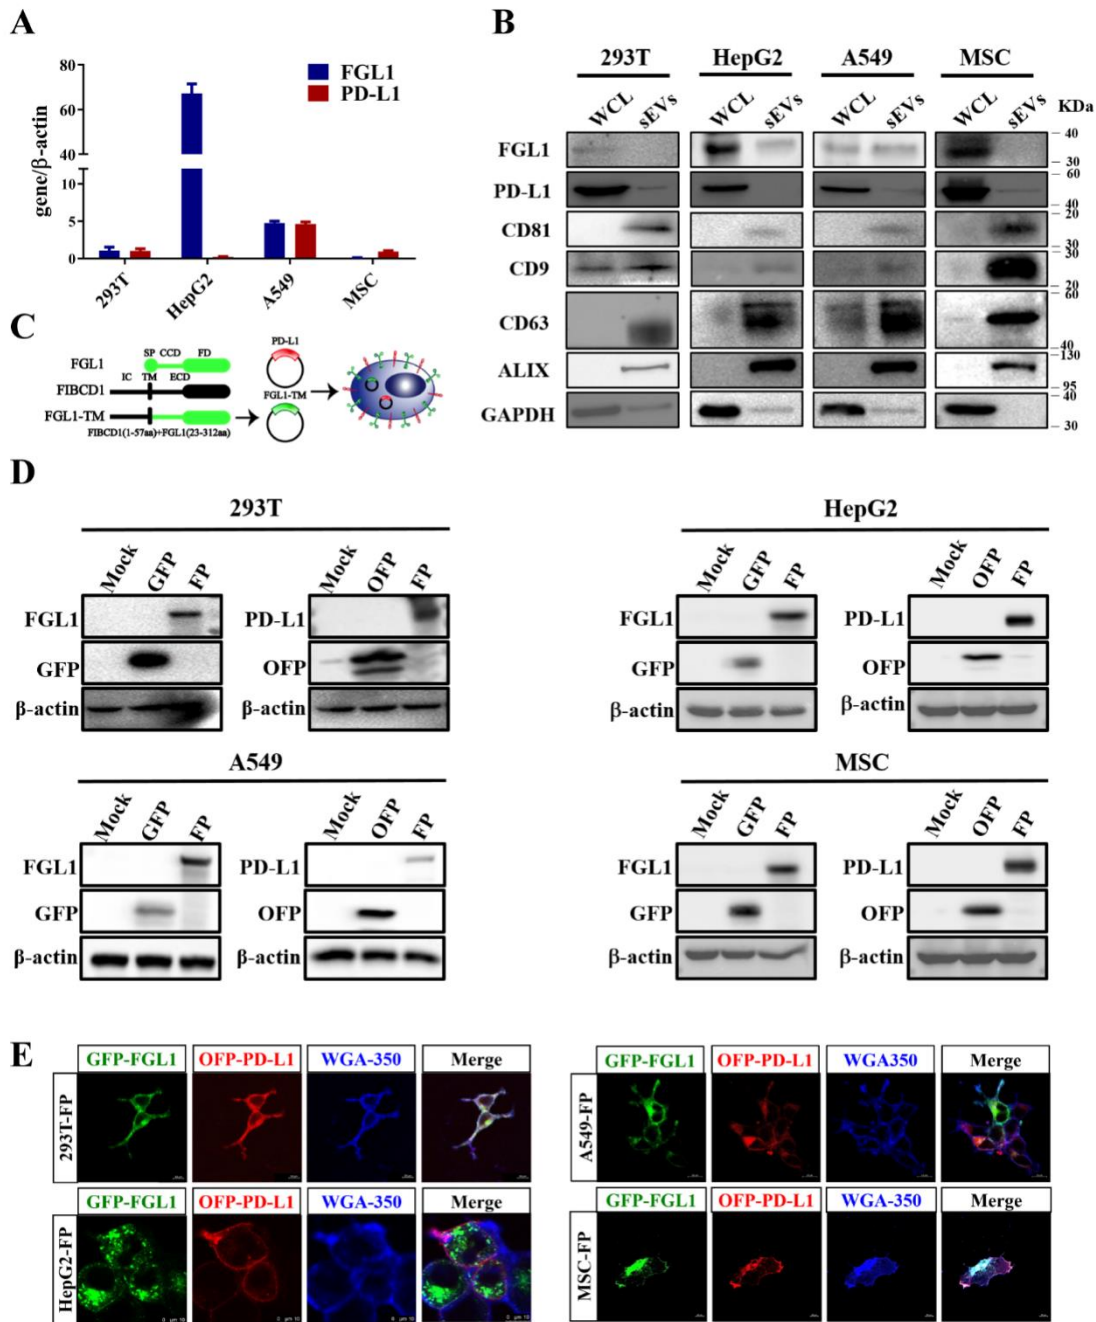 A
80
60
40
10
5
0
gene/β-actin
FGL1
PD-L1
293T
HepG2
A549
MSC
B
293T HepG2 A549 MSC
WCL sEVs WCL sEVs WCL sEVs WCL sEVs KDa
FGL1
40
30
PD-L1
60
40
CD81
20
30
CD9
30
20
CD63
60
40
ALIX
130
95
GAPDH
40
30
C
SP CCD FD
FGL1
IC TM ECD
FIBCD1
FGL1-TM
FIBCD1(1-57aa)+FGL1(23-312aa)
PD-L1
FGL1-TM
D
293T
Mock GFP FP Mock OFP FP
FGL1 PD-L1
GFP OFP
β-actin β-actin
HepG2
Mock GFP FP Mock OFP FP
FGL1 PD-L1
GFP OFP
β-actin β-actin
A549
Mock GFP FP Mock OFP FP
FGL1 PD-L1
GFP OFP
β-actin β-actin
MSC
Mock GFP FP Mock OFP FP
FGL1 PD-L1
GFP OFP
β-actin β-actin
E
GFP-FGL1 OFP-PD-L1 WGA-350 Merge
293T-FP
GFP-FGL1 OFP-PD-L1 WGA-350 Merge
HepG2-FP
GFP-FGL1 OFP-PD-L1 WGA350 Merge
A549-FP
GFP-FGL1 OFP-PD-L1 WGA-350 Merge
MSC-FP